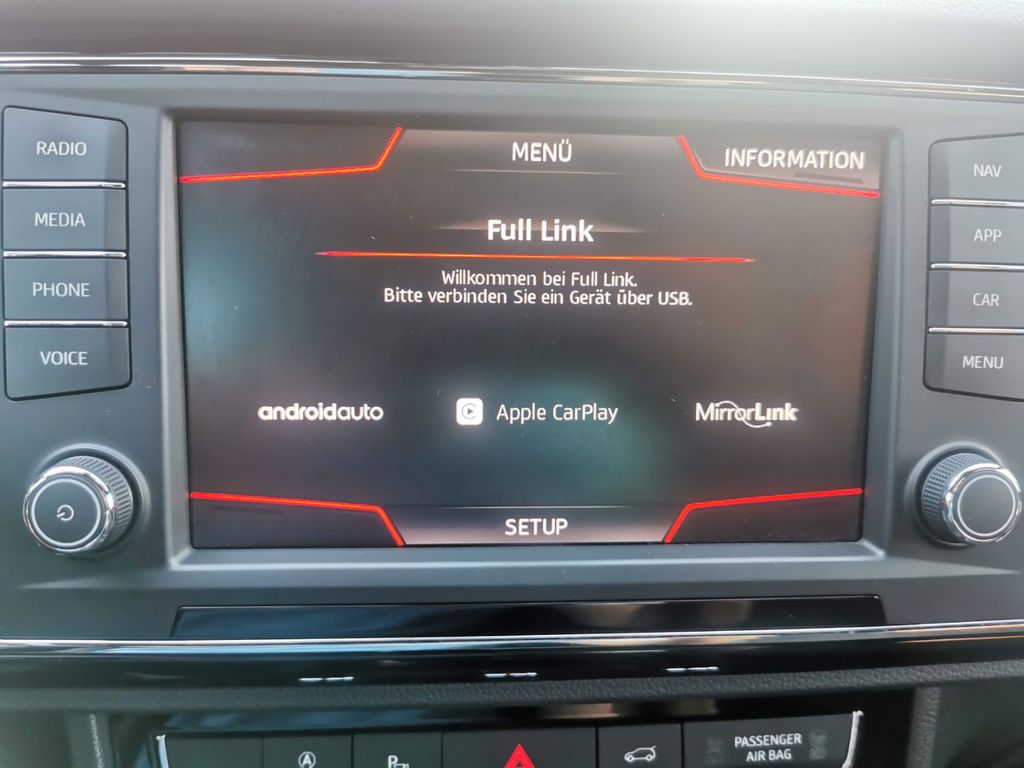 RADIO
MEDIA
PHONE
VOICE
MENÜ
INFORMATION
Full Link
Willkommen bei Full Link.
Bitte verbinden Sie ein Gerät über USB.
androidauto
Apple CarPlay
MirrorLink
SETUP
NAV
APP
CAR
MENU
A
P
PASSENGER
AIR BAG